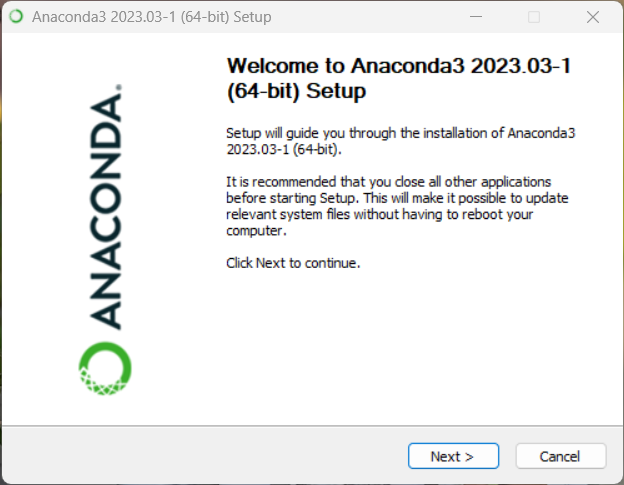 Anaconda3 2023.03-1 (64-bit) Setup
ANACONDA.
Welcome to Anaconda3 2023.03-1
(64-bit) Setup
Setup will guide you through the installation of Anaconda3
2023.03-1 (64-bit).
It is recommended that you close all other applications
before starting Setup. This will make it possible to update
relevant system files without having to reboot your
computer.
Click Next to continue.
Next >
Cancel